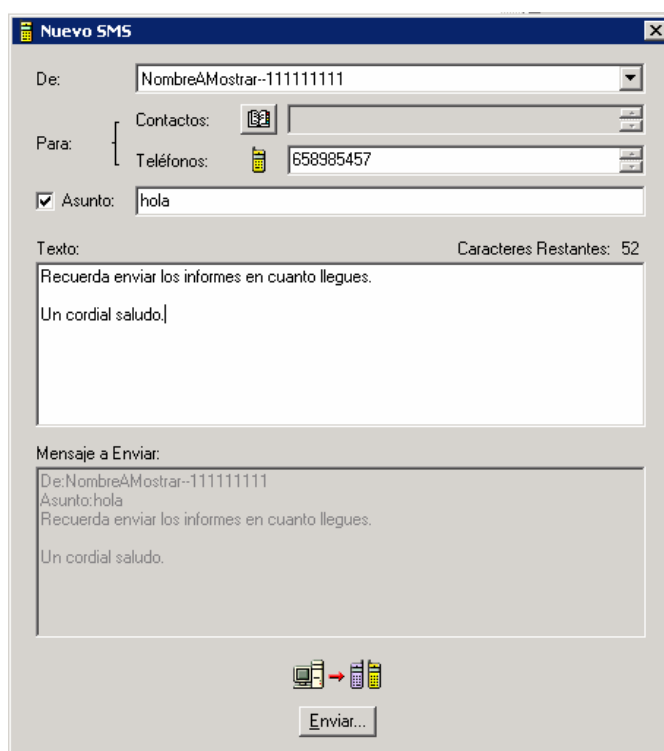 Nuevo SMS
De: NombreAMostrar--111111111
Para:
Contactos:
Teléfonos: 658985457
Asunto: hola
Texto: Caracteres Restantes: 52
Recuerda enviar los informes en cuanto llegues.
Un cordial saludo.
Mensaje a Enviar:
De:NombreAMostrar--111111111
Asunto:hola
Recuerda enviar los informes en cuanto llegues.
Un cordial saludo.
Enviar...